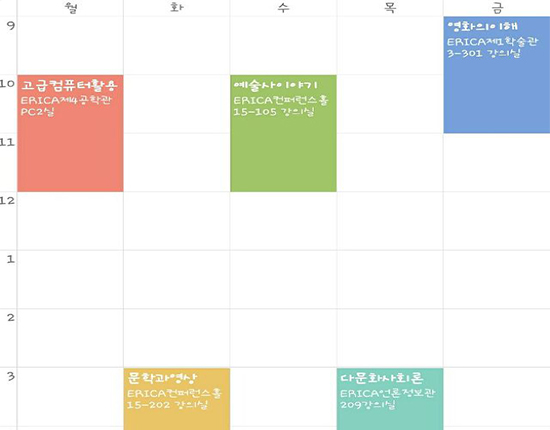 월 화 수 목 금
9
영화의이해
ERICA제1학술관
3-301 강의실
10
고급컴퓨터활용
ERICA제4공학관
PC2실
예술사이야기
ERICA컨퍼런스홀
15-105 강의실
11
12
1
2
3
문학과영상
ERICA컨퍼런스홀
15-202 강의실
다문화사회론
ERICA언론정보관
209강의실